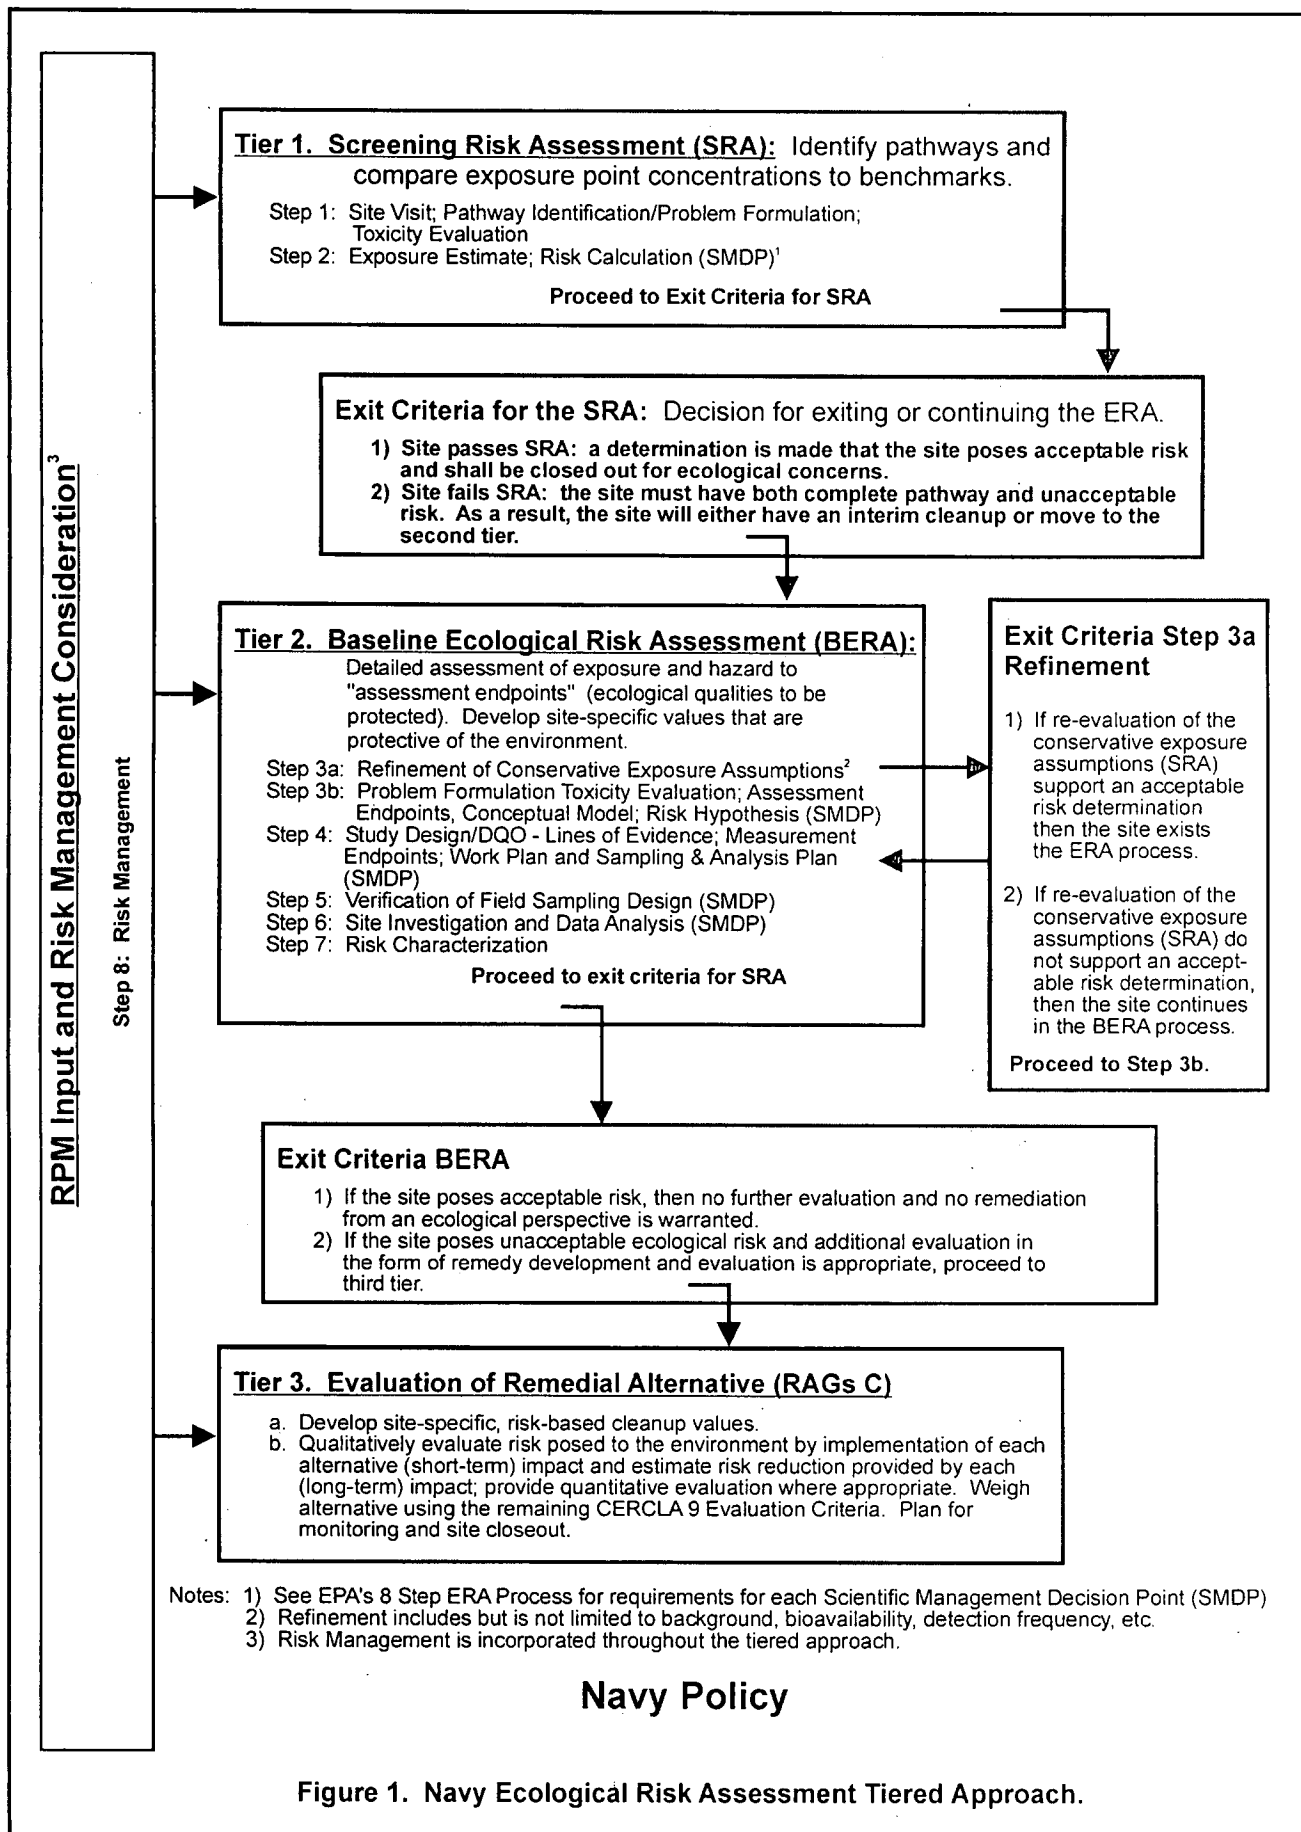 RPM Input and Risk Management Consideration³
Step 8: Risk Management
Tier 1. Screening Risk Assessment (SRA): Identify pathways and
compare exposure point concentrations to benchmarks.
Step 1: Site Visit; Pathway Identification/Problem Formulation;
Toxicity Evaluation
Step 2: Exposure Estimate; Risk Calculation (SMDP)¹
Proceed to Exit Criteria for SRA
Exit Criteria for the SRA: Decision for exiting or continuing the ERA.
1) Site passes SRA: a determination is made that the site poses acceptable risk
and shall be closed out for ecological concerns.
2) Site fails SRA: the site must have both complete pathway and unacceptable
risk. As a result, the site will either have an interim cleanup or move to the
second tier.
Tier 2. Baseline Ecological Risk Assessment (BERA):
Detailed assessment of exposure and hazard to
"assessment endpoints" (ecological qualities to be
protected). Develop site-specific values that are
protective of the environment.
Step 3a: Refinement of Conservative Exposure Assumptions²
Step 3b: Problem Formulation Toxicity Evaluation; Assessment
Endpoints, Conceptual Model; Risk Hypothesis (SMDP)
Step 4: Study Design/DQO - Lines of Evidence; Measurement
Endpoints; Work Plan and Sampling & Analysis Plan
(SMDP)
Step 5: Verification of Field Sampling Design (SMDP)
Step 6: Site Investigation and Data Analysis (SMDP)
Step 7: Risk Characterization
Proceed to exit criteria for SRA
Exit Criteria Step 3a
Refinement
1) If re-evaluation of the
conservative exposure
assumptions (SRA)
support an acceptable
risk determination
then the site exists
the ERA process.
2) If re-evaluation of the
conservative exposure
assumptions (SRA) do
not support an accept-
able risk determination,
then the site continues
in the BERA process.
Proceed to Step 3b.
Exit Criteria BERA
1) If the site poses acceptable risk, then no further evaluation and no remediation
from an ecological perspective is warranted.
2) If the site poses unacceptable ecological risk and additional evaluation in
the form of remedy development and evaluation is appropriate, proceed to
third tier.
Tier 3. Evaluation of Remedial Alternative (RAGs C)
a. Develop site-specific, risk-based cleanup values.
b. Qualitatively evaluate risk posed to the environment by implementation of each
alternative (short-term) impact and estimate risk reduction provided by each
(long-term) impact; provide quantitative evaluation where appropriate. Weigh
alternative using the remaining CERCLA 9 Evaluation Criteria. Plan for
monitoring and site closeout.
Notes: 1) See EPA's 8 Step ERA Process for requirements for each Scientific Management Decision Point (SMDP)
2) Refinement includes but is not limited to background, bioavailability, detection frequency, etc.
3) Risk Management is incorporated throughout the tiered approach.
Navy Policy
Figure 1. Navy Ecological Risk Assessment Tiered Approach.